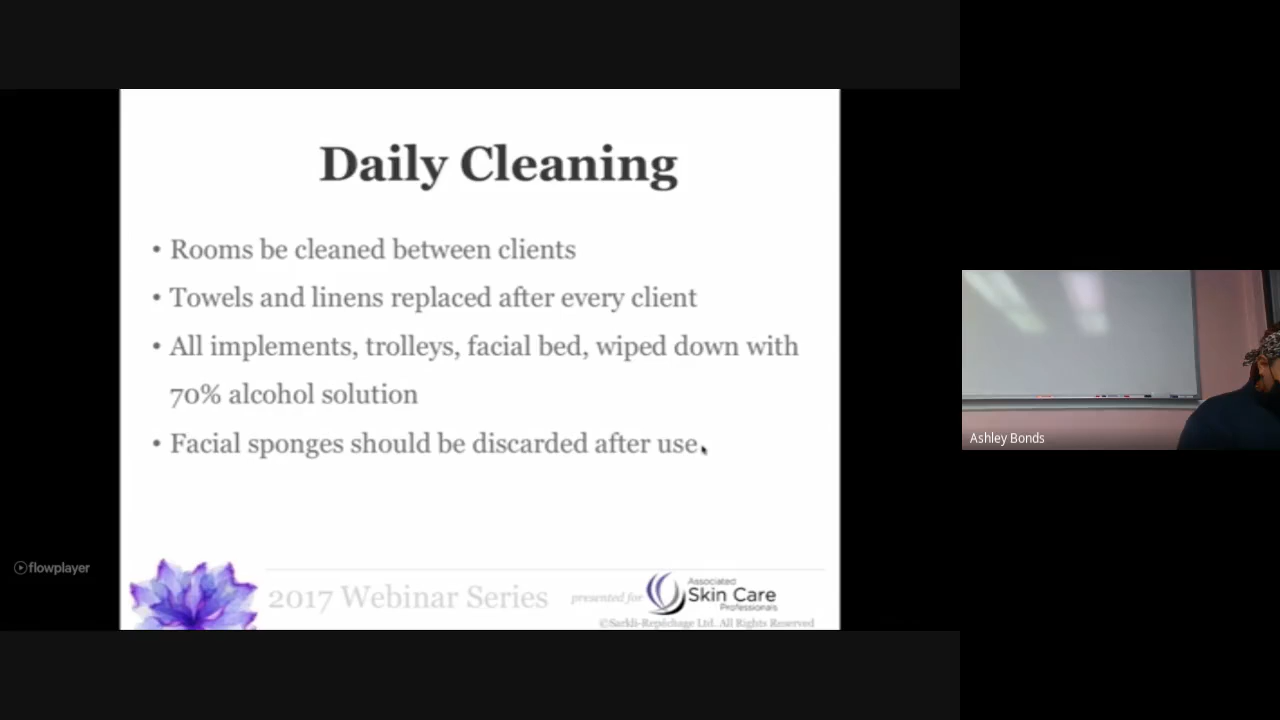 Daily Cleaning
• Rooms be cleaned between clients
• Towels and linens replaced after every client
• All implements, trolleys, facial bed, wiped down with
70% alcohol solution
• Facial sponges should be discarded after use.
Ashley Bonds
flowplayer
2017 Webinar Series
presented for
Associated
Skin Care
Professionals
©Sarkli-Repêchage Ltd. All Rights Reserved